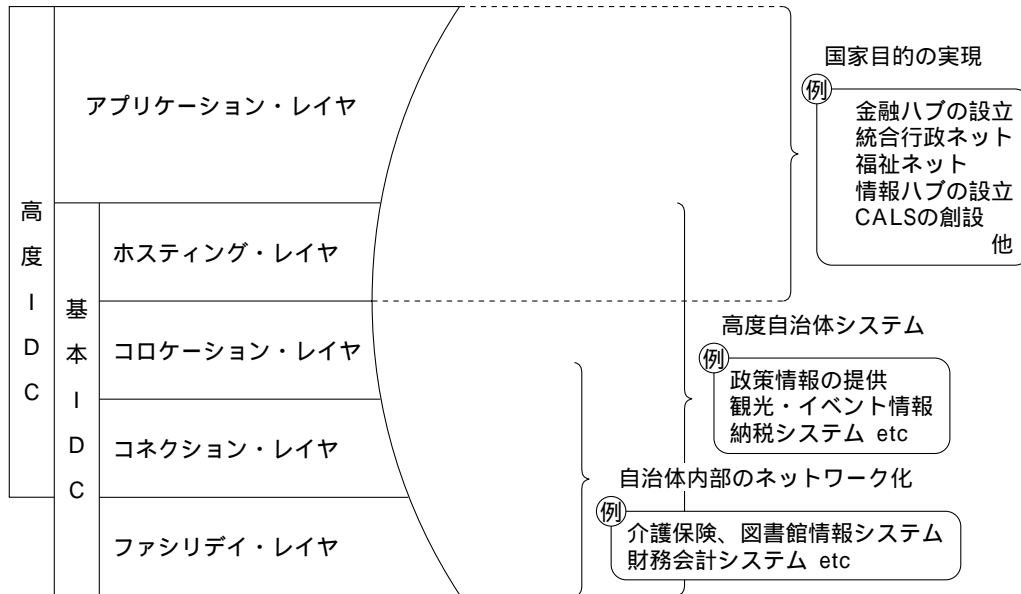 高度IDC
基本IDC
アプリケーション・レイヤ
ホスティング・レイヤ
コロケーション・レイヤ
コネクション・レイヤ
ファシリデイ・レイヤ
国家目的の実現
例
金融ハブの設立
統合行政ネット
福祉ネット
情報ハブの設立
CALSの創設
他
高度自治体システム
例
政策情報の提供
観光・イベント情報
納税システム etc
自治体内部のネットワーク化
例
介護保険、図書館情報システム
財務会計システム etc